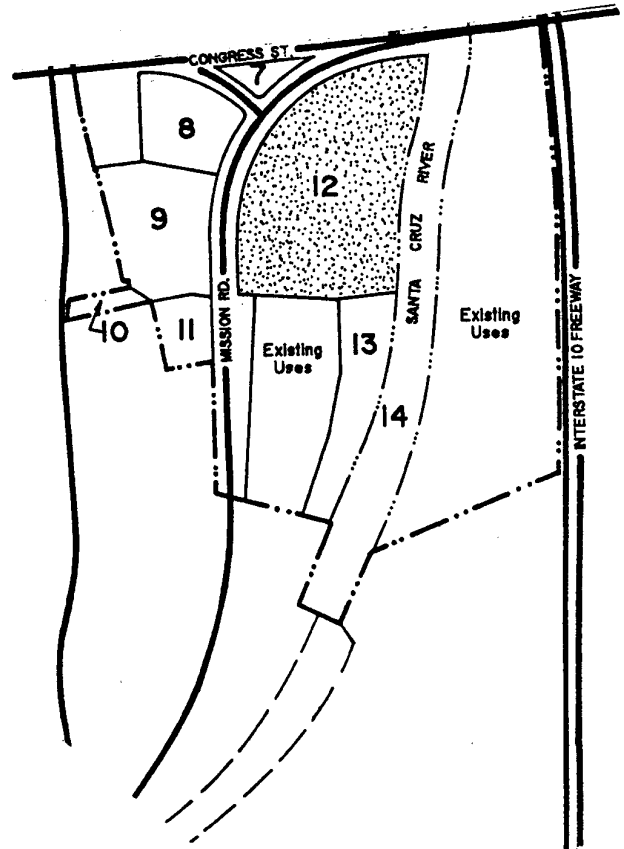 CONGRESS ST.
7
8
12
SANTA CRUZ RIVER
9
10
11
MISSION RD.
Existing
Uses
13
Existing
Uses
14
INTERSTATE 10 FREEWAY